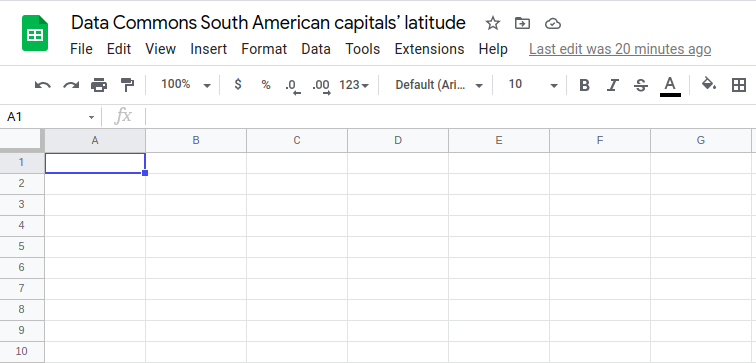 Data Commons South American capitals’ latitude
File Edit View Insert Format Data Tools Extensions Help Last edit was 20 minutes ago
100% $ % .0 .00 123 Default (Ari... 10 B I S A
A1 fx
A B C D E F G
1
2
3
4
5
6
7
8
9
10